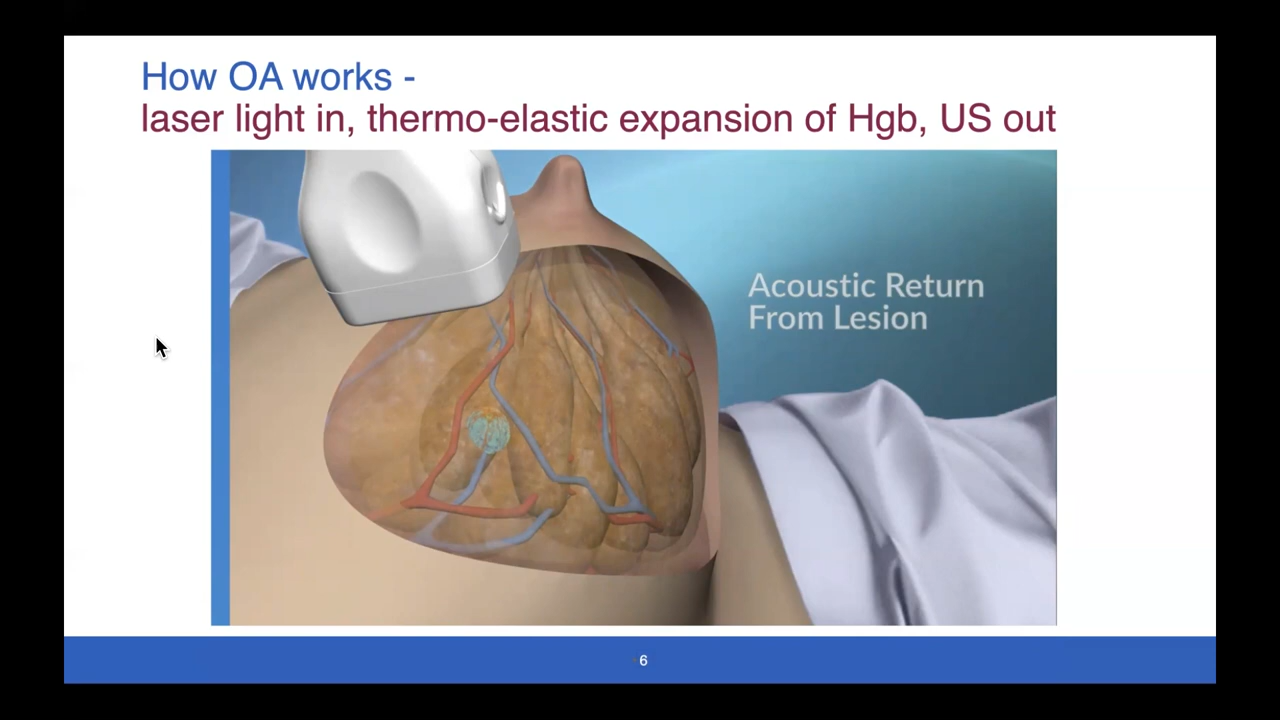 How OA works -
laser light in, thermo-elastic expansion of Hgb, US out
Acoustic Return
From Lesion
6